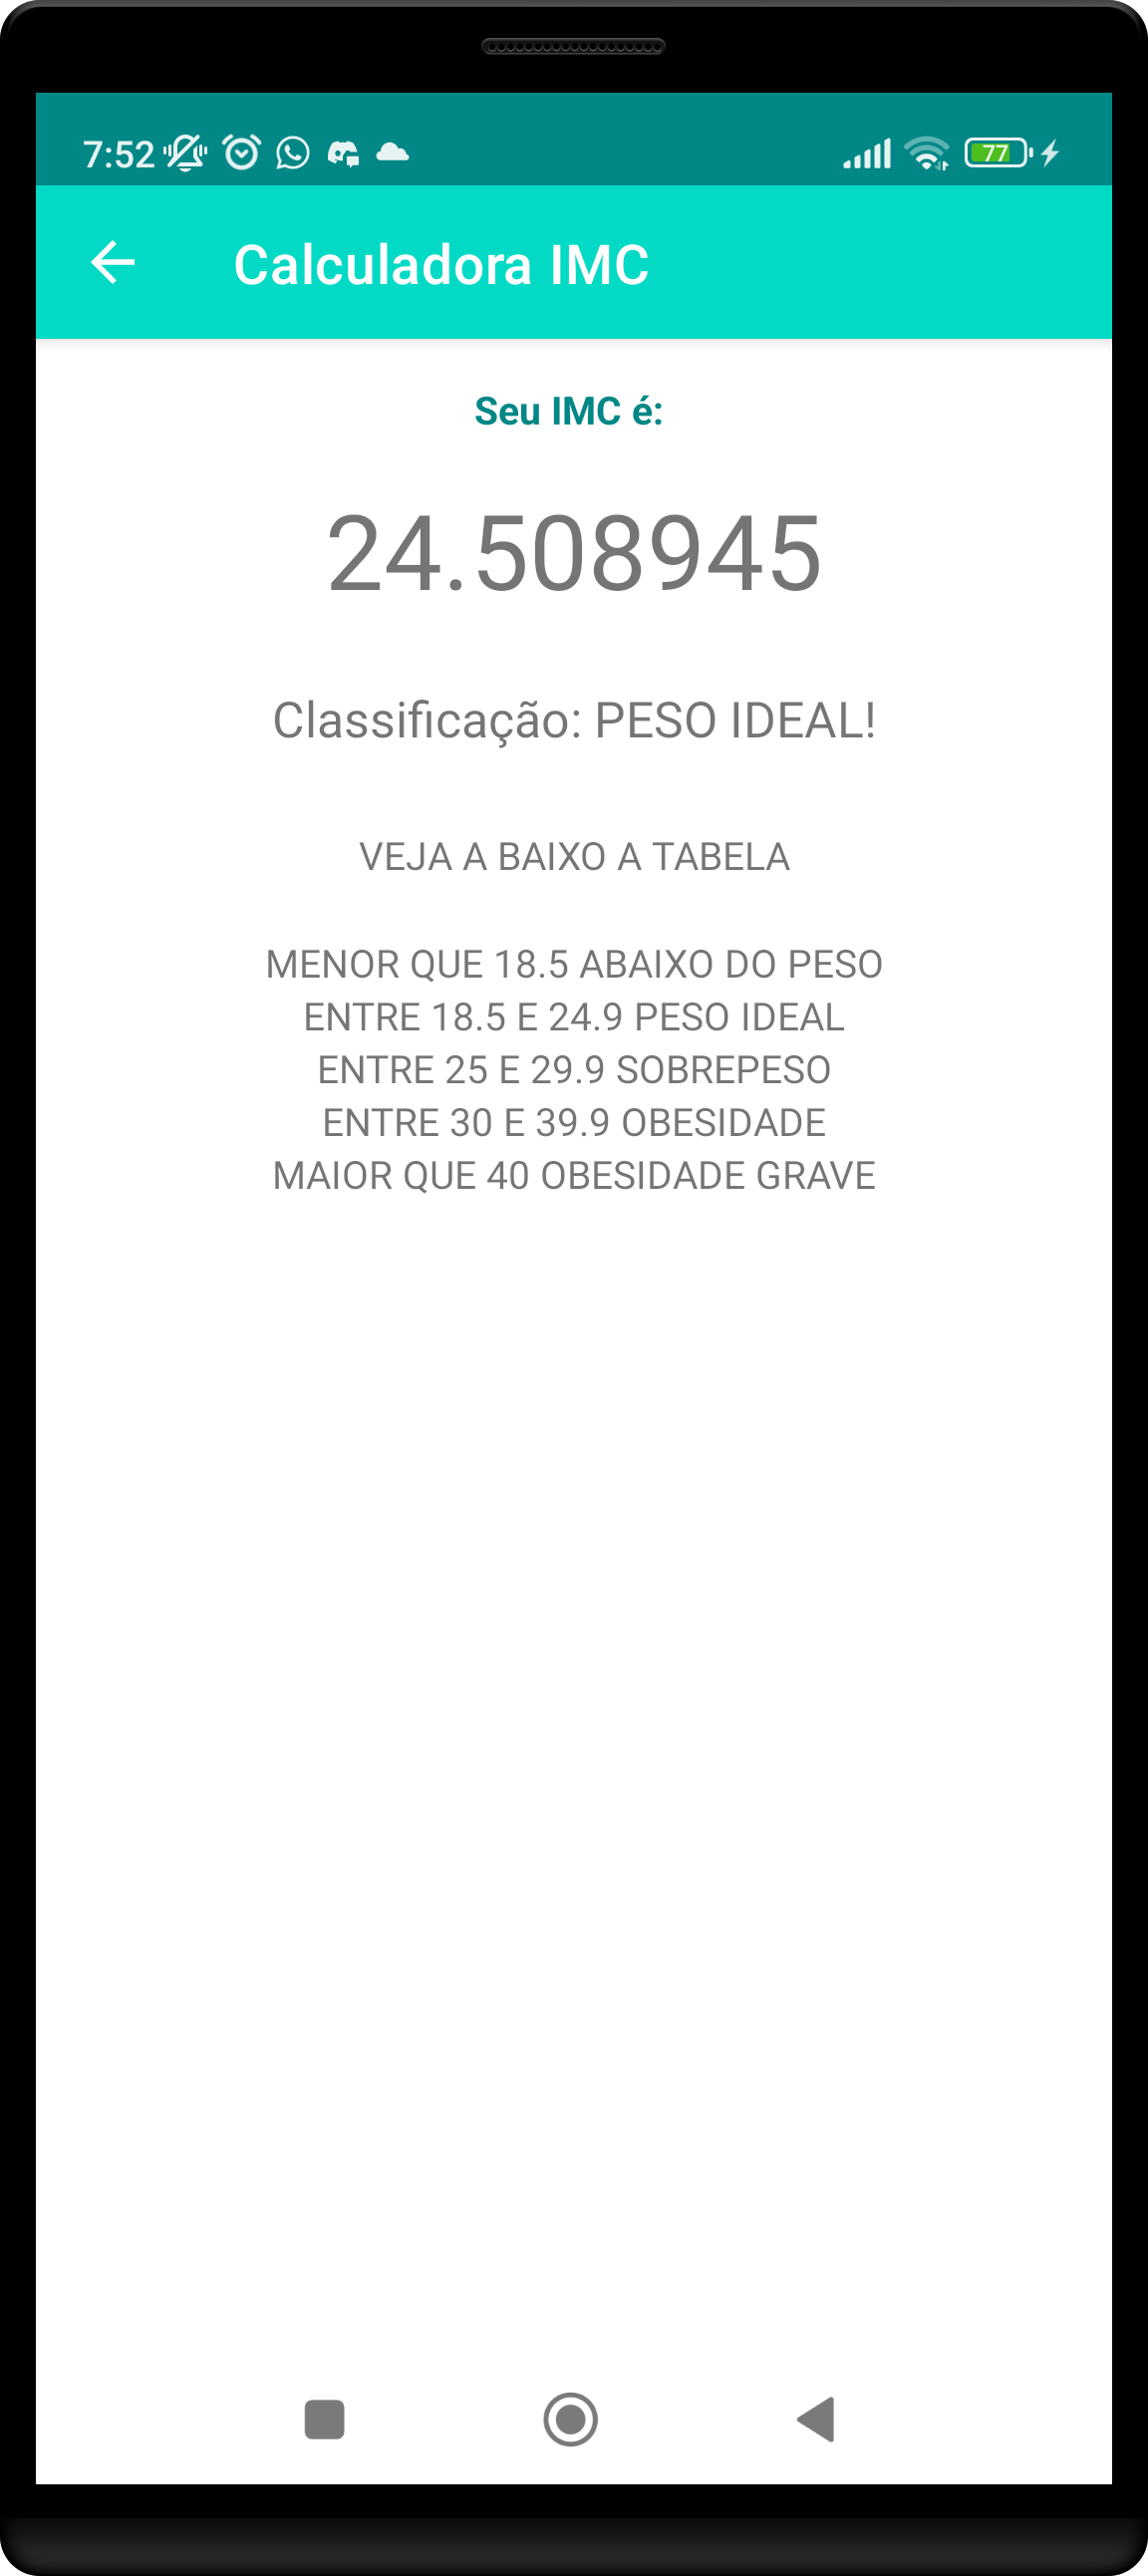 7:52
77
Calculadora IMC
Seu IMC é:
24.508945
Classificação: PESO IDEAL!
VEJA A BAIXO A TABELA
MENOR QUE 18.5 ABAIXO DO PESO
ENTRE 18.5 E 24.9 PESO IDEAL
ENTRE 25 E 29.9 SOBREPESO
ENTRE 30 E 39.9 OBESIDADE
MAIOR QUE 40 OBESIDADE GRAVE